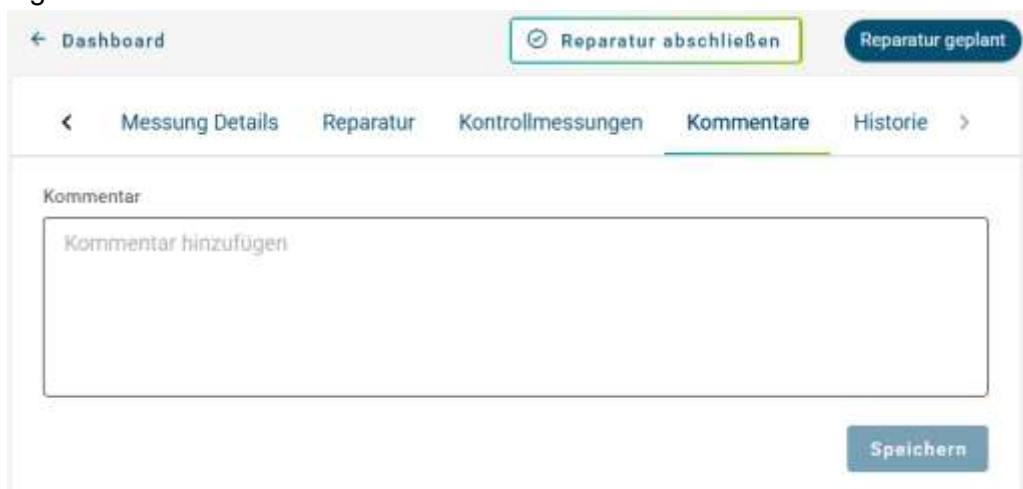 ← Dashboard Reparatur abschließen Reparatur geplant
Messung Details Reparatur Kontrollmessungen Kommentare Historie
Kommentar
Kommentar hinzufügen
Speichern